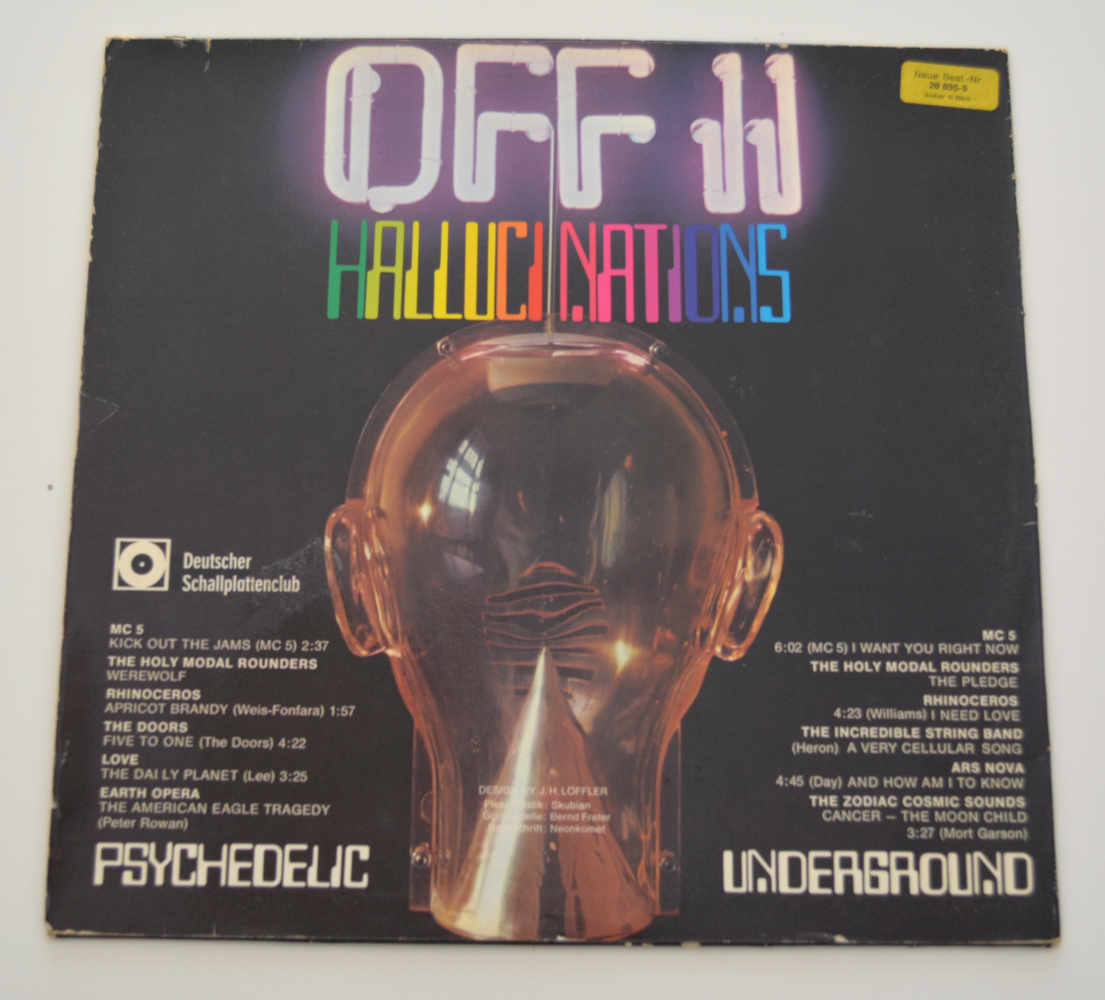 OFF II
HALLUCINATIONS
Neue Best.-Nr.
Deutscher
Schallplattenclub
MC 5
KICK OUT THE JAMS (MC 5) 2:37
THE HOLY MODAL ROUNDERS
WEREWOLF
RHINOCEROS
APRICOT BRANDY (Weis-Fonfara) 1:57
THE DOORS
FIVE TO ONE (The Doors) 4:22
LOVE
THE DAILY PLANET (Lee) 3:25
EARTH OPERA
THE AMERICAN EAGLE TRAGEDY
(Peter Rowan)
MC 5
6:02 (MC 5) I WANT YOU RIGHT NOW
THE HOLY MODAL ROUNDERS
THE PLEDGE
RHINOCEROS
4:23 (Williams) I NEED LOVE
THE INCREDIBLE STRING BAND
(Heron) A VERY CELLULAR SONG
ARS NOVA
4:45 (Day) AND HOW AM I TO KNOW
THE ZODIAC COSMIC SOUNDS
CANCER – THE MOON CHILD
3:27 (Mort Garson)
DESIGN BY J. H. LÖFFLER
Skubian
Bernd Freter
Neonkomet
PSYCHEDELIC
UNDERGROUND